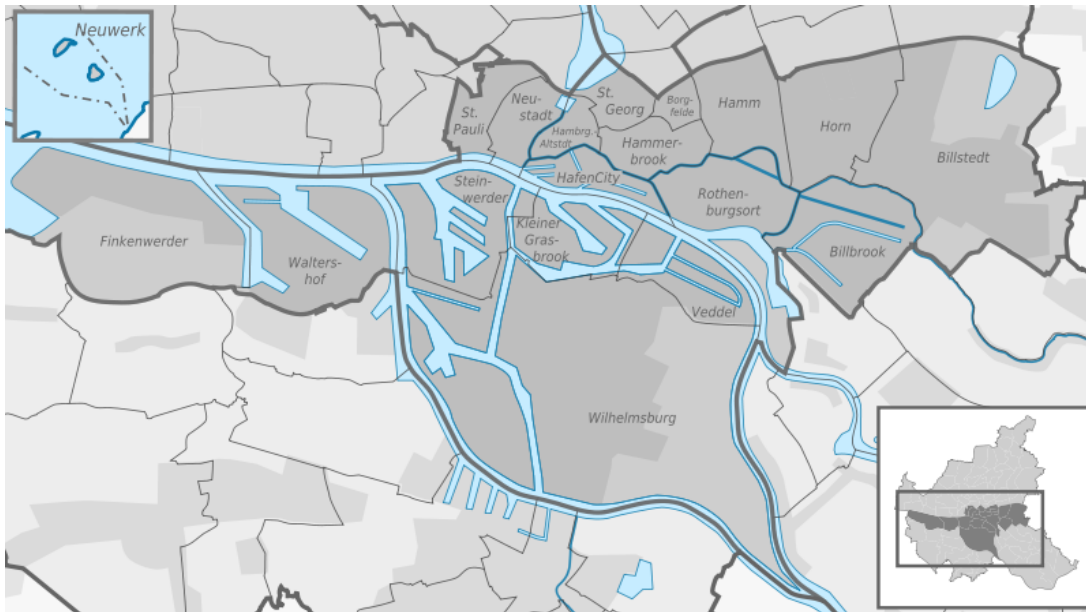 Neuwerk
St.
Pauli
Neu-
stadt
St.
Georg
Borg-
felde
Hamm
Horn
Billstedt
Hambrg.-
Altstdt
Hammer-
brook
HafenCity
Stein-
werder
Rothen-
burgsort
Kleiner
Gras-
brook
Billbrook
Finkenwerder
Walters-
hof
Veddel
Wilhelmsburg